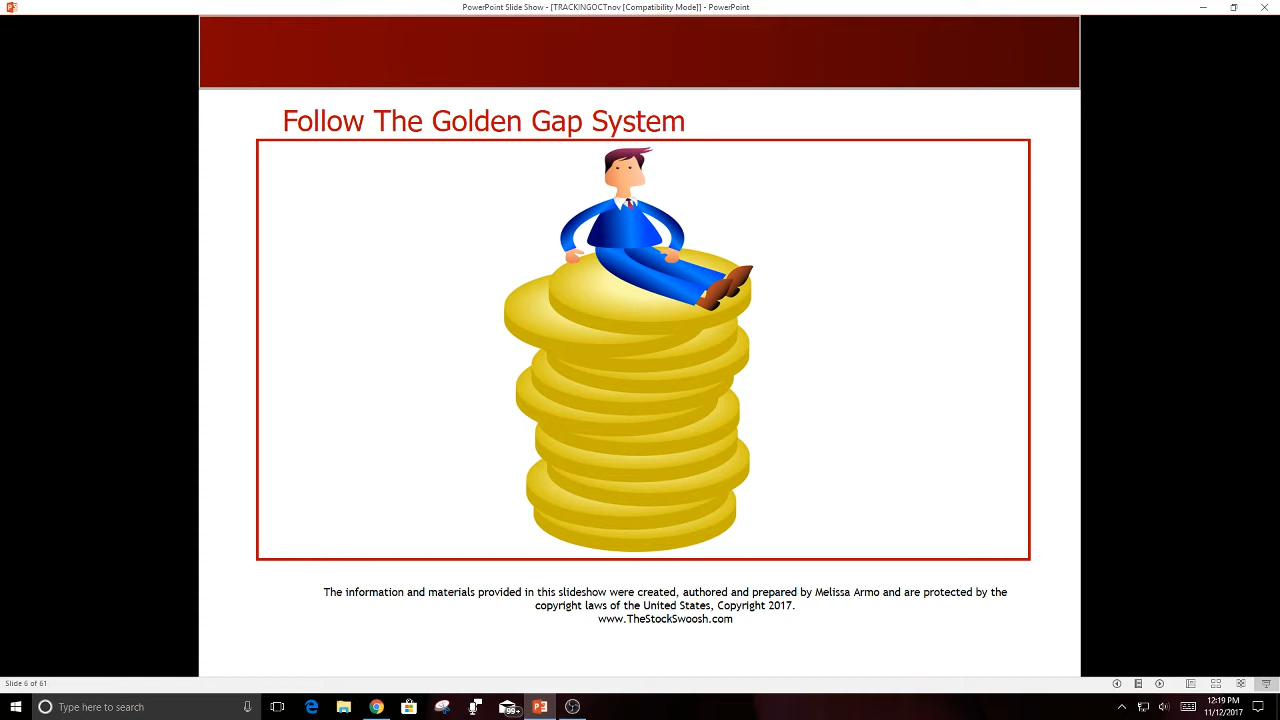 PowerPoint Slide Show - [TRACKINGOCTnov [Compatibility Mode]] - PowerPoint
Follow The Golden Gap System
The information and materials provided in this slideshow were created, authored and prepared by Melissa Armo and are protected by the
copyright laws of the United States, Copyright 2017.
www.TheStockSwoosh.com
Slide 6 of 61
Type here to search
96
12:19 PM
11/12/2017